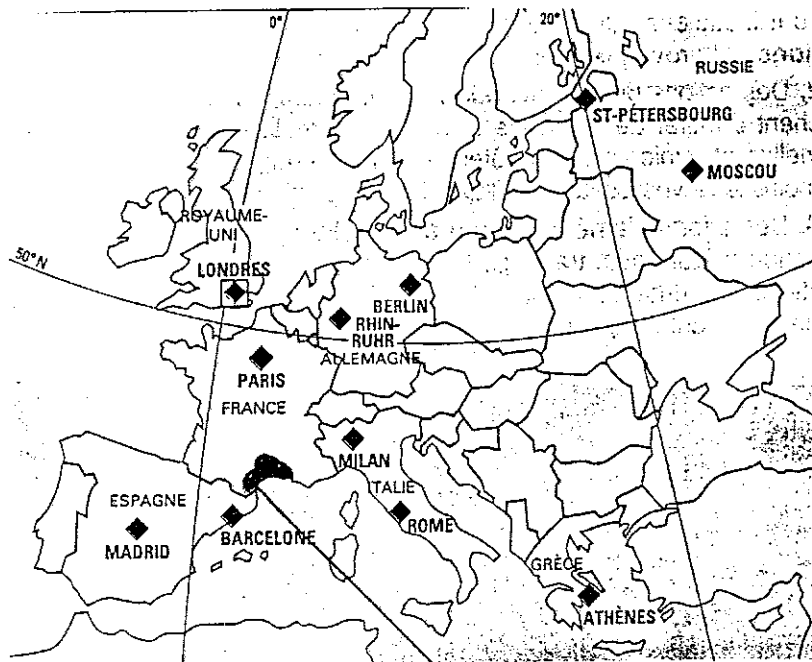 0°
20°
RUSSIE
ST-PÉTERSBOURG
MOSCOU
ROYAUME-
UNI
50°N
LONDRES
BERLIN
RHIN-
RUHR
ALLEMAGNE
PARIS
FRANCE
MILAN
ITALIE
ESPAGNE
MADRID
BARCELONE
ROME
GRÈCE
ATHÈNES